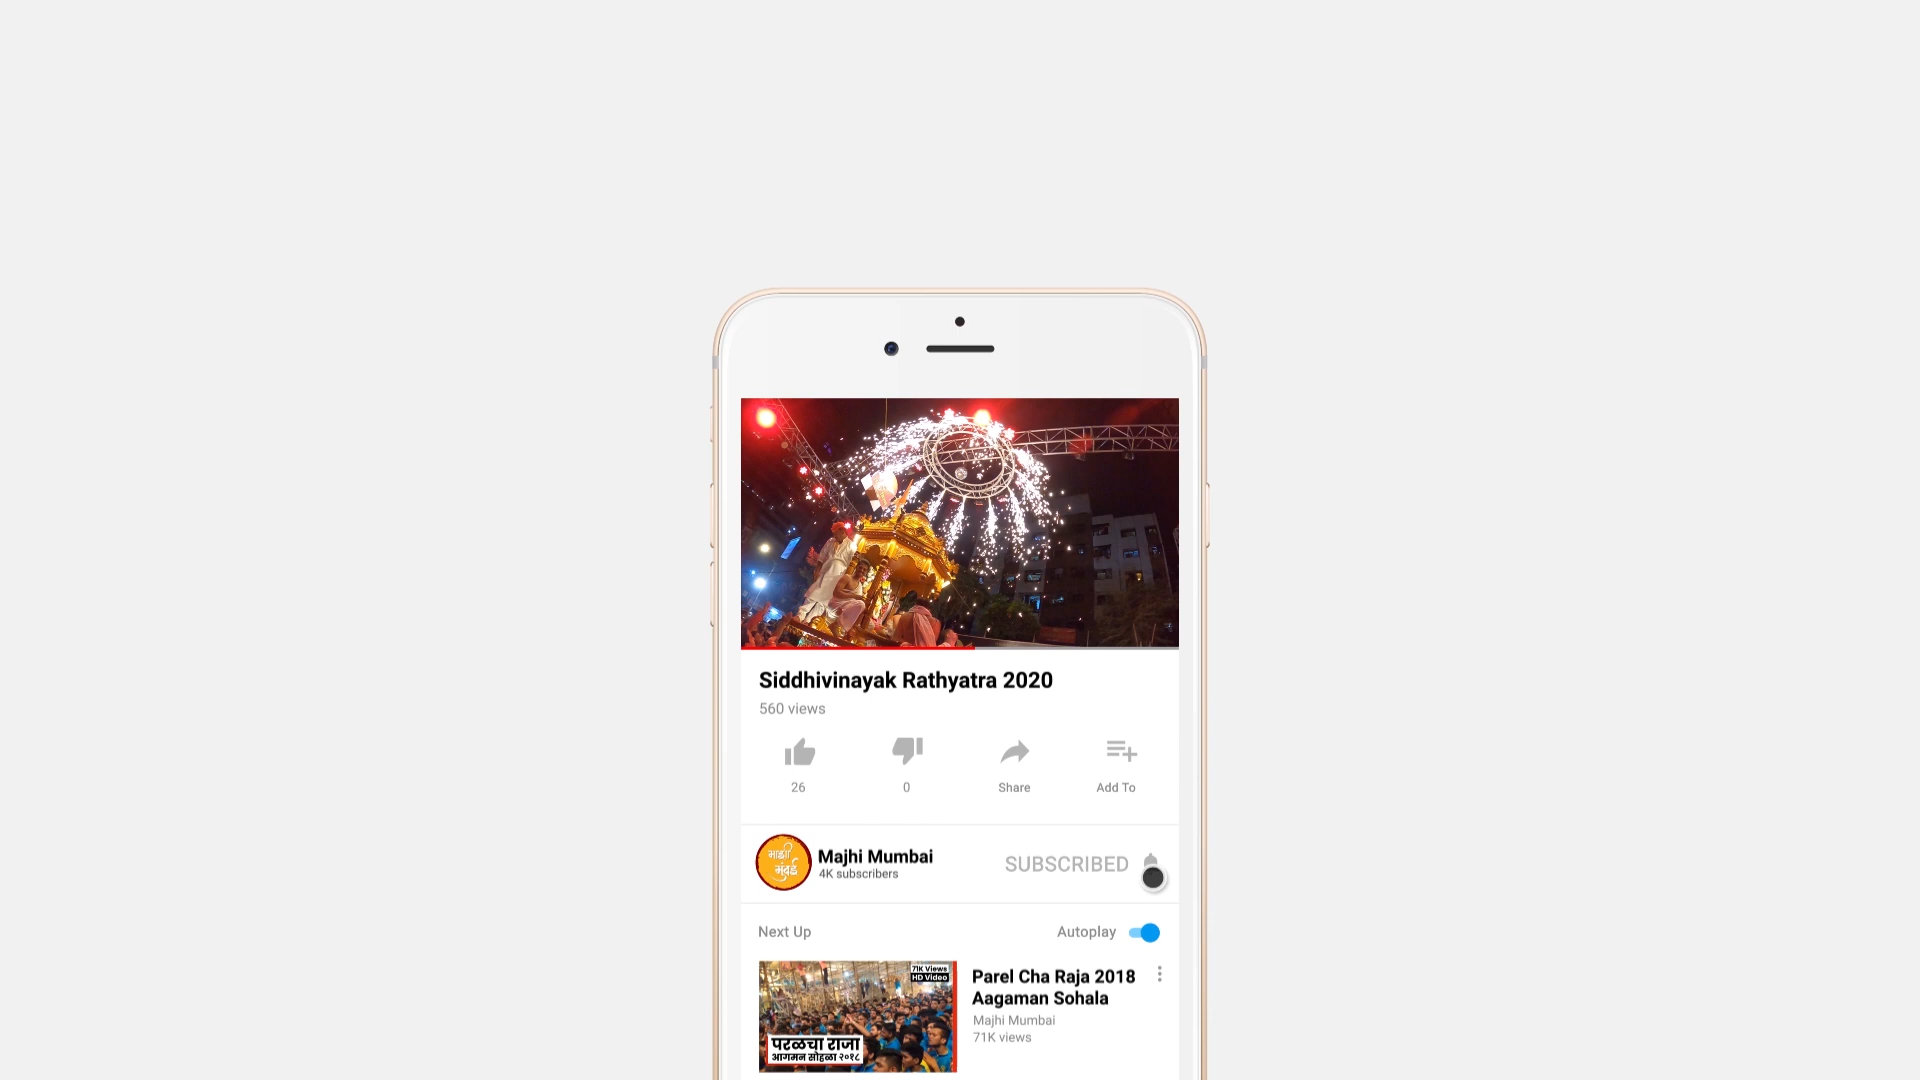 Siddhivinayak Rathyatra 2020
560 views
26
0
Share
Add To
माझी
मुंबई
Majhi Mumbai
4K subscribers
SUBSCRIBED
Next Up
Autoplay
71K Views
HD Video
परळचा राजा
आगमन सोहळा २०१८
Parel Cha Raja 2018
Aagaman Sohala
Majhi Mumbai
71K views